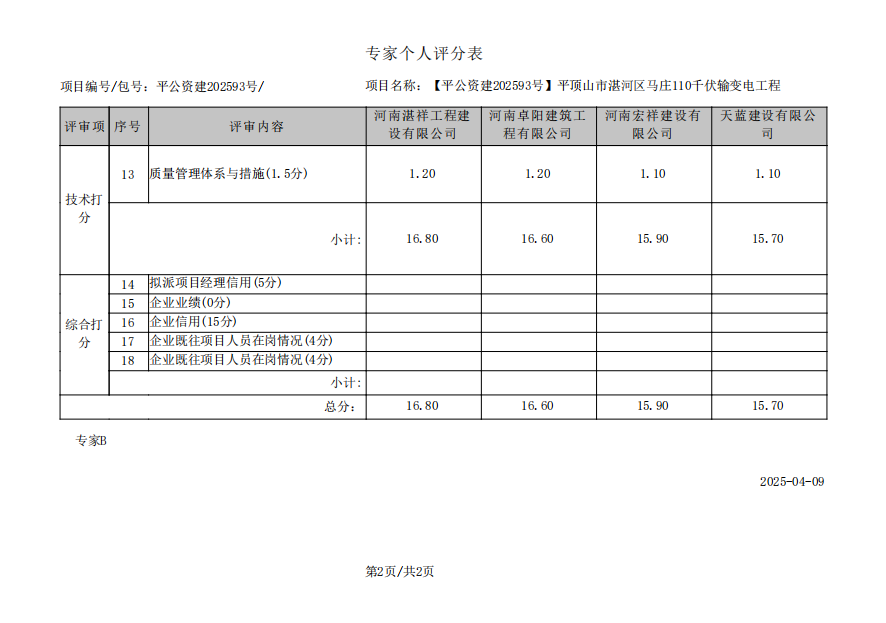 专家个人评分表
项目编号/包号: 平公资建202593号/ 项目名称: 【平公资建202593号】平顶山市湛河区马庄110千伏输变电工程
评审项 序号 评审内容 河南湛祥工程建设有限公司 河南卓阳建筑工程有限公司 河南宏祥建设有限公司 天蓝建设有限公司
技术打分
13 质量管理体系与措施(1.5分) 1.20 1.20 1.10 1.10
小计: 16.80 16.60 15.90 15.70
综合打分
14 拟派项目经理信用(5分)
15 企业业绩(0分)
16 企业信用(15分)
17 企业既往项目人员在岗情况(4分)
18 企业既往项目人员在岗情况(4分)
小计:
总分: 16.80 16.60 15.90 15.70
专家B
2025-04-09
第2页/共2页